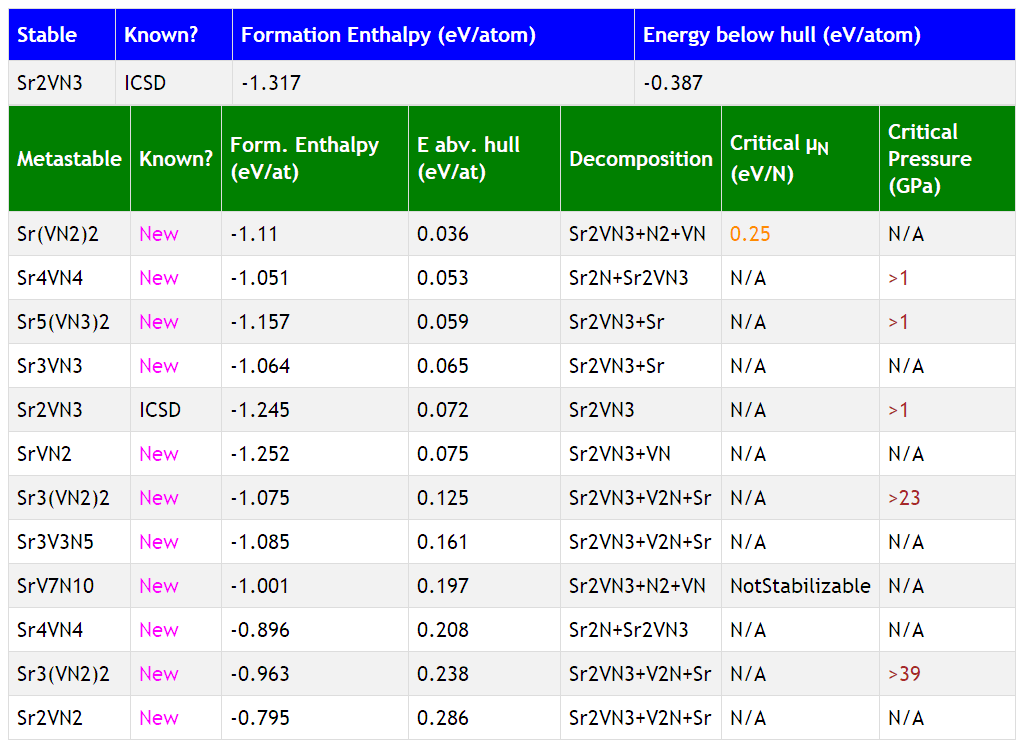 Stable Known? Formation Enthalpy (eV/atom) Energy below hull (eV/atom)
Sr2VN3 ICSD -1.317 -0.387
Metastable Known? Form. Enthalpy (eV/at) E abv. hull (eV/at) Decomposition Critical μN (eV/N) Critical Pressure (GPa)
Sr(VN2)2 New -1.11 0.036 Sr2VN3+N2+VN 0.25 N/A
Sr4VN4 New -1.051 0.053 Sr2N+Sr2VN3 N/A >1
Sr5(VN3)2 New -1.157 0.059 Sr2VN3+Sr N/A >1
Sr3VN3 New -1.064 0.065 Sr2VN3+Sr N/A N/A
Sr2VN3 ICSD -1.245 0.072 Sr2VN3 N/A >1
SrVN2 New -1.252 0.075 Sr2VN3+VN N/A N/A
Sr3(VN2)2 New -1.075 0.125 Sr2VN3+V2N+Sr N/A >23
Sr3V3N5 New -1.085 0.161 Sr2VN3+V2N+Sr N/A N/A
SrV7N10 New -1.001 0.197 Sr2VN3+N2+VN NotStabilizable N/A
Sr4VN4 New -0.896 0.208 Sr2N+Sr2VN3 N/A N/A
Sr3(VN2)2 New -0.963 0.238 Sr2VN3+V2N+Sr N/A >39
Sr2VN2 New -0.795 0.286 Sr2VN3+V2N+Sr N/A N/A